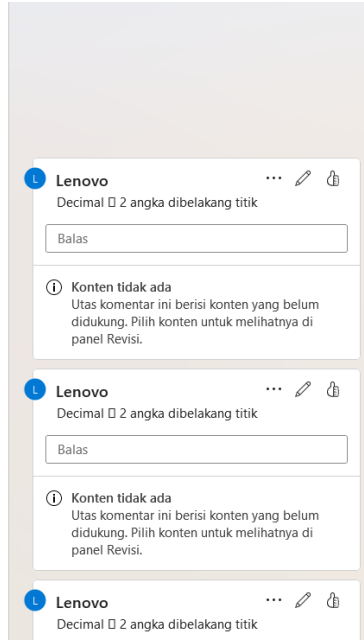 L Lenovo
Decimal  2 angka dibelakang titik
Balas
Konten tidak ada
Utas komentar ini berisi konten yang belum
didukung. Pilih konten untuk melihatnya di
panel Revisi.
L Lenovo
Decimal  2 angka dibelakang titik
Balas
Konten tidak ada
Utas komentar ini berisi konten yang belum
didukung. Pilih konten untuk melihatnya di
panel Revisi.
L Lenovo
Decimal  2 angka dibelakang titik